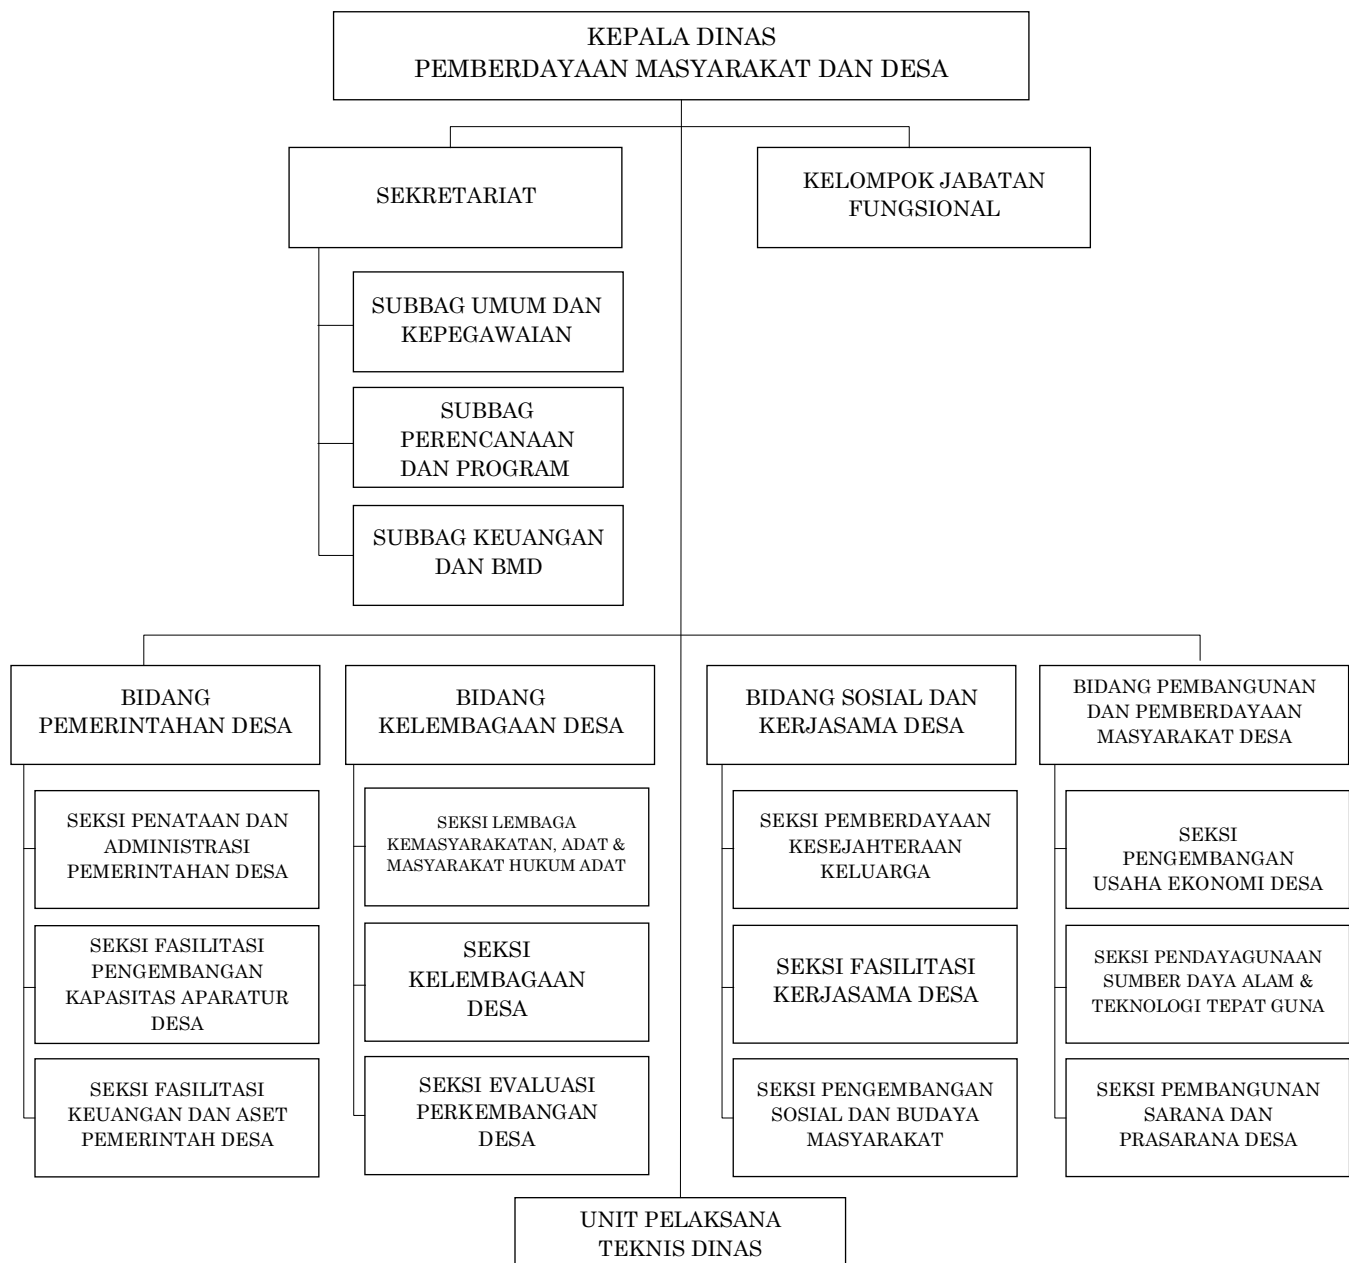 KEPALA DINAS
PEMBERDAYAAN MASYARAKAT DAN DESA
SEKRETARIAT
KELOMPOK JABATAN
FUNGSIONAL
SUBBAG UMUM DAN
KEPEGAWAIAN
SUBBAG
PERENCANAAN
DAN PROGRAM
SUBBAG KEUANGAN
DAN BMD
BIDANG
PEMERINTAHAN DESA
BIDANG
KELEMBAGAAN DESA
BIDANG SOSIAL DAN
KERJASAMA DESA
BIDANG PEMBANGUNAN
DAN PEMBERDAYAAN
MASYARAKAT DESA
SEKSI PENATAAN DAN
ADMINISTRASI
PEMERINTAHAN DESA
SEKSI LEMBAGA
KEMASYARAKATAN, ADAT &
MASYARAKAT HUKUM ADAT
SEKSI PEMBERDAYAAN
KESEJAHTERAAN
KELUARGA
SEKSI
PENGEMBANGAN
USAHA EKONOMI DESA
SEKSI FASILITASI
PENGEMBANGAN
KAPASITAS APARATUR
DESA
SEKSI
KELEMBAGAAN
DESA
SEKSI FASILITASI
KERJASAMA DESA
SEKSI PENDAYAGUNAAN
SUMBER DAYA ALAM &
TEKNOLOGI TEPAT GUNA
SEKSI FASILITASI
KEUANGAN DAN ASET
PEMERINTAH DESA
SEKSI EVALUASI
PERKEMBANGAN
DESA
SEKSI PENGEMBANGAN
SOSIAL DAN BUDAYA
MASYARAKAT
SEKSI PEMBANGUNAN
SARANA DAN
PRASARANA DESA
UNIT PELAKSANA
TEKNIS DINAS